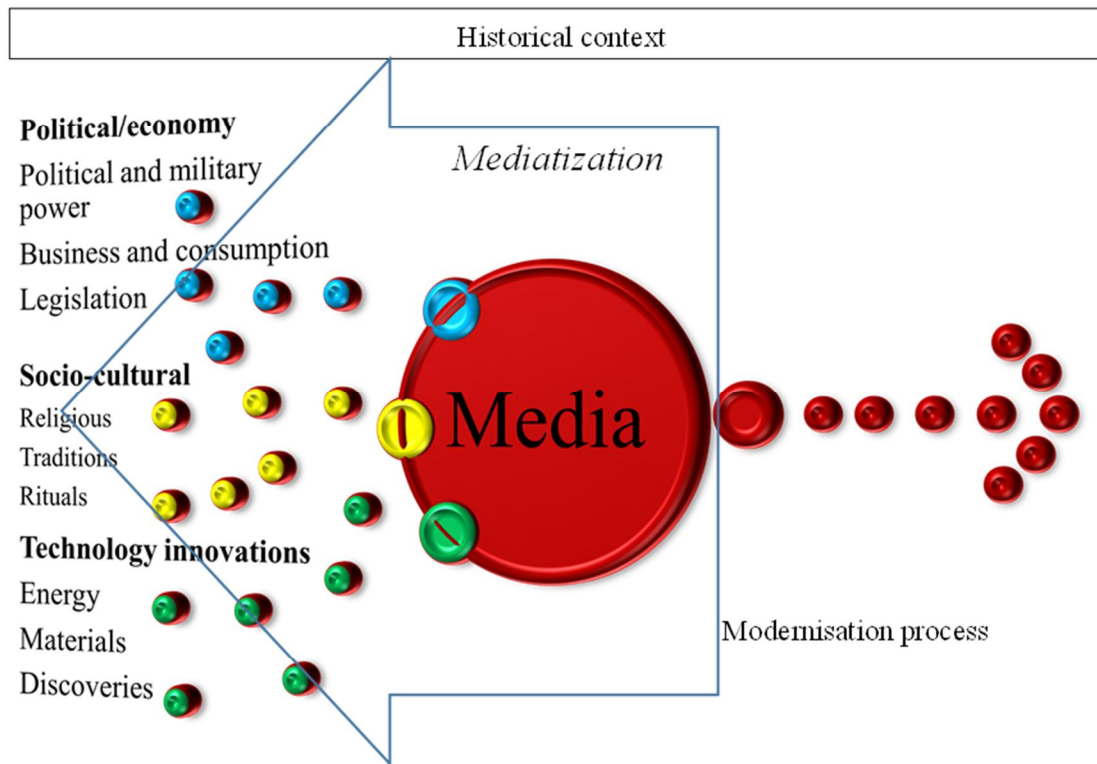 Historical context
Political/economy
Political and military
power
Business and consumption
Legislation
Socio-cultural
Religious
Traditions
Rituals
Technology innovations
Energy
Materials
Discoveries
Mediatization
Media
Modernisation process